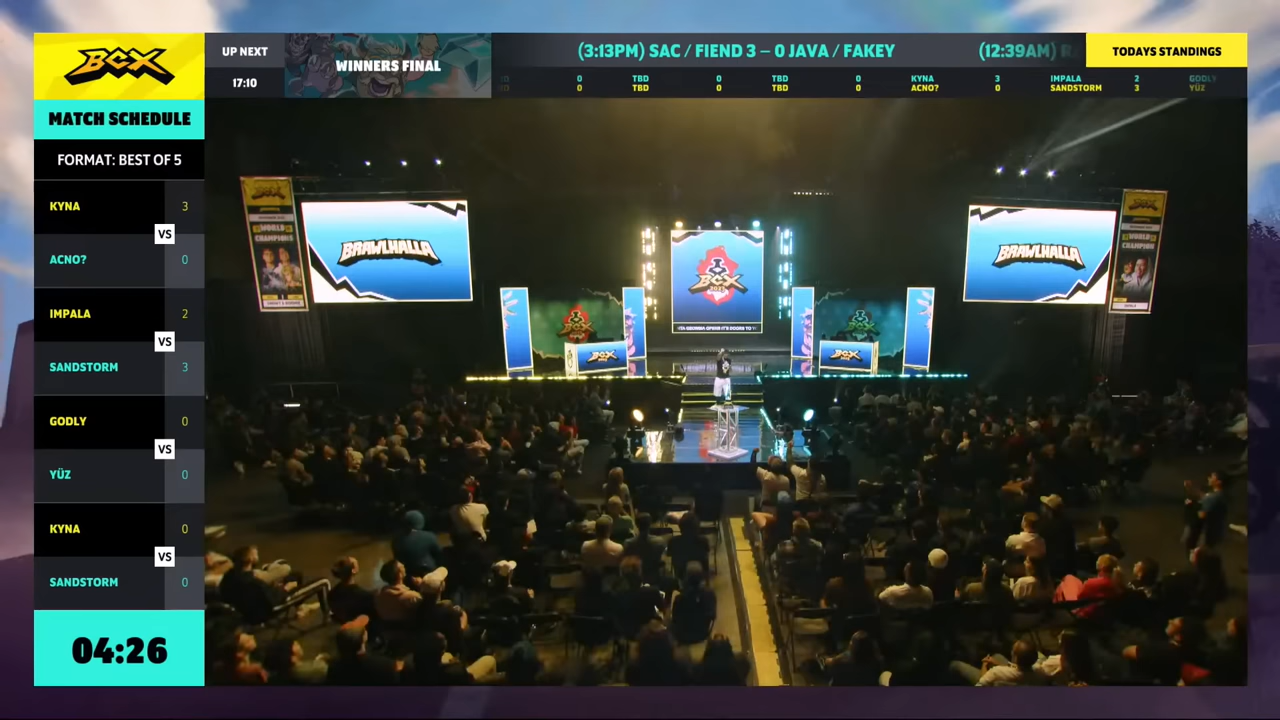 BCX
UP NEXT
17:10
WINNERS FINAL
(3:13PM) SAC / FIEND 3 – 0 JAVA / FAKEY
(12:39AM)
TODAYS STANDINGS
0 TBD 0 TBD 0 KYNA 3 IMPALA 2 GODLY
0 TBD 0 TBD 0 ACNO? 0 SANDSTORM 3 YÜZ
MATCH SCHEDULE
FORMAT: BEST OF 5
KYNA 3
VS
ACNO? 0
IMPALA 2
VS
SANDSTORM 3
GODLY 0
VS
YÜZ 0
KYNA 0
VS
SANDSTORM 0
04:26
BCX
WORLD
CHAMPIONS
BRAWLHALLA
BCX
BCX
BCX
BRAWLHALLA
BCX
WORLD
CHAMPIONS